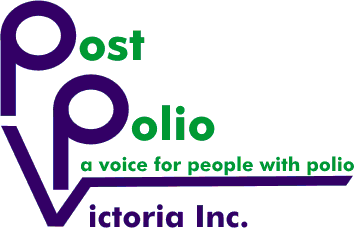 Post
Polio
a voice for people with polio
Victoria Inc.